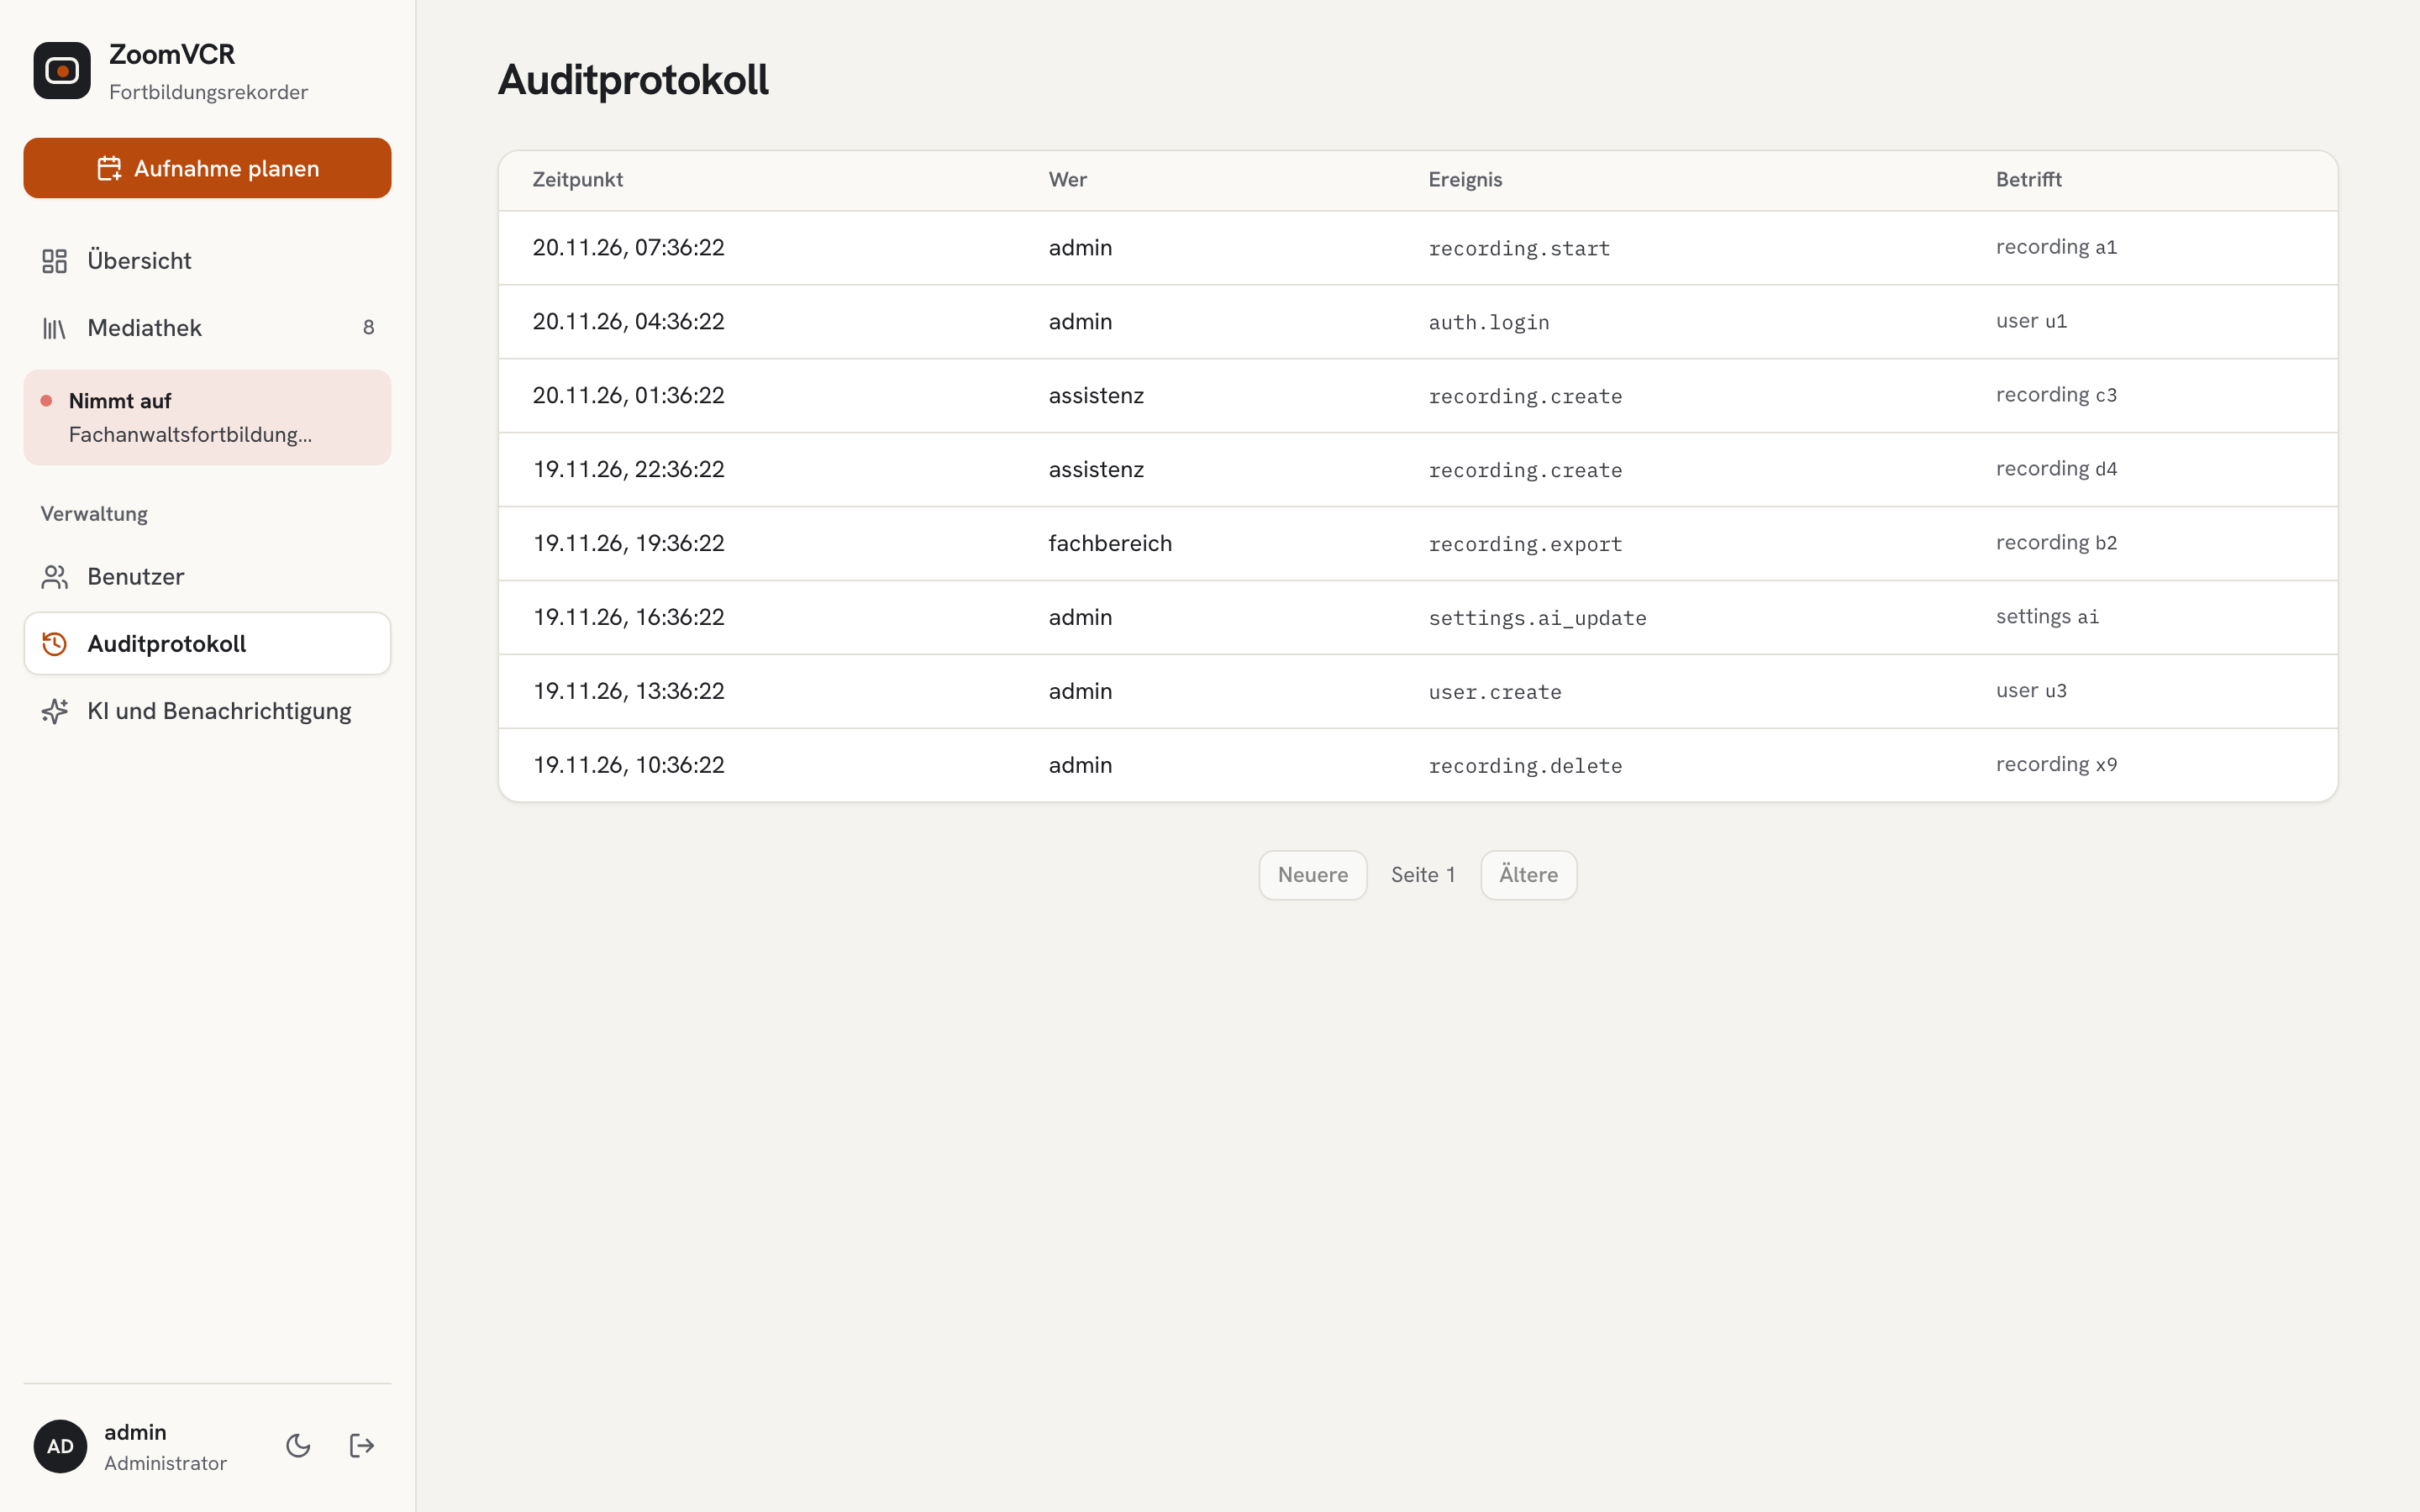 ZoomVCR
Fortbildungsrekorder
Aufnahme planen
Übersicht
Mediathek 8
Nimmt auf
Fachanwaltsfortbildung...
Verwaltung
Benutzer
Auditprotokoll
KI und Benachrichtigung
AD
admin
Administrator
Auditprotokoll
Zeitpunkt Wer Ereignis Betrifft
20.11.26, 07:36:22 admin recording.start recording a1
20.11.26, 04:36:22 admin auth.login user u1
20.11.26, 01:36:22 assistenz recording.create recording c3
19.11.26, 22:36:22 assistenz recording.create recording d4
19.11.26, 19:36:22 fachbereich recording.export recording b2
19.11.26, 16:36:22 admin settings.ai_update settings ai
19.11.26, 13:36:22 admin user.create user u3
19.11.26, 10:36:22 admin recording.delete recording x9
Neuere Seite 1 Ältere